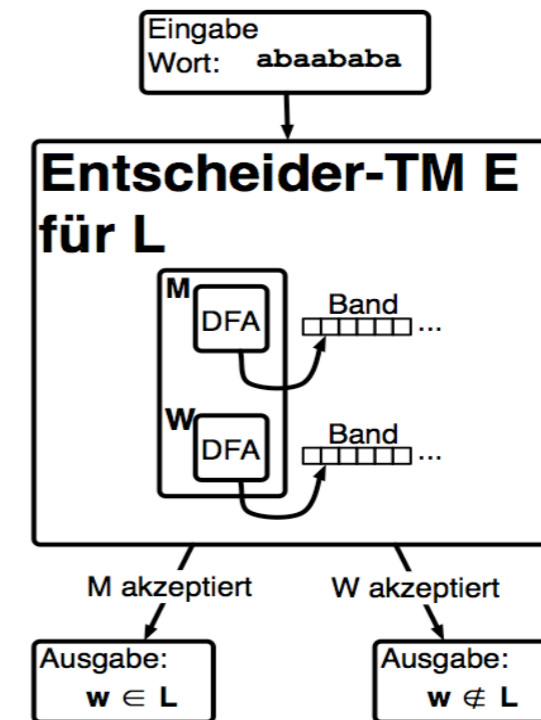 Eingabe
Wort: abaababa
Entscheider-TM E
für L
M
DFA
Band
...
W
DFA
Band
...
M akzeptiert
W akzeptiert
Ausgabe:
w ∈ L
Ausgabe:
w ∉ L